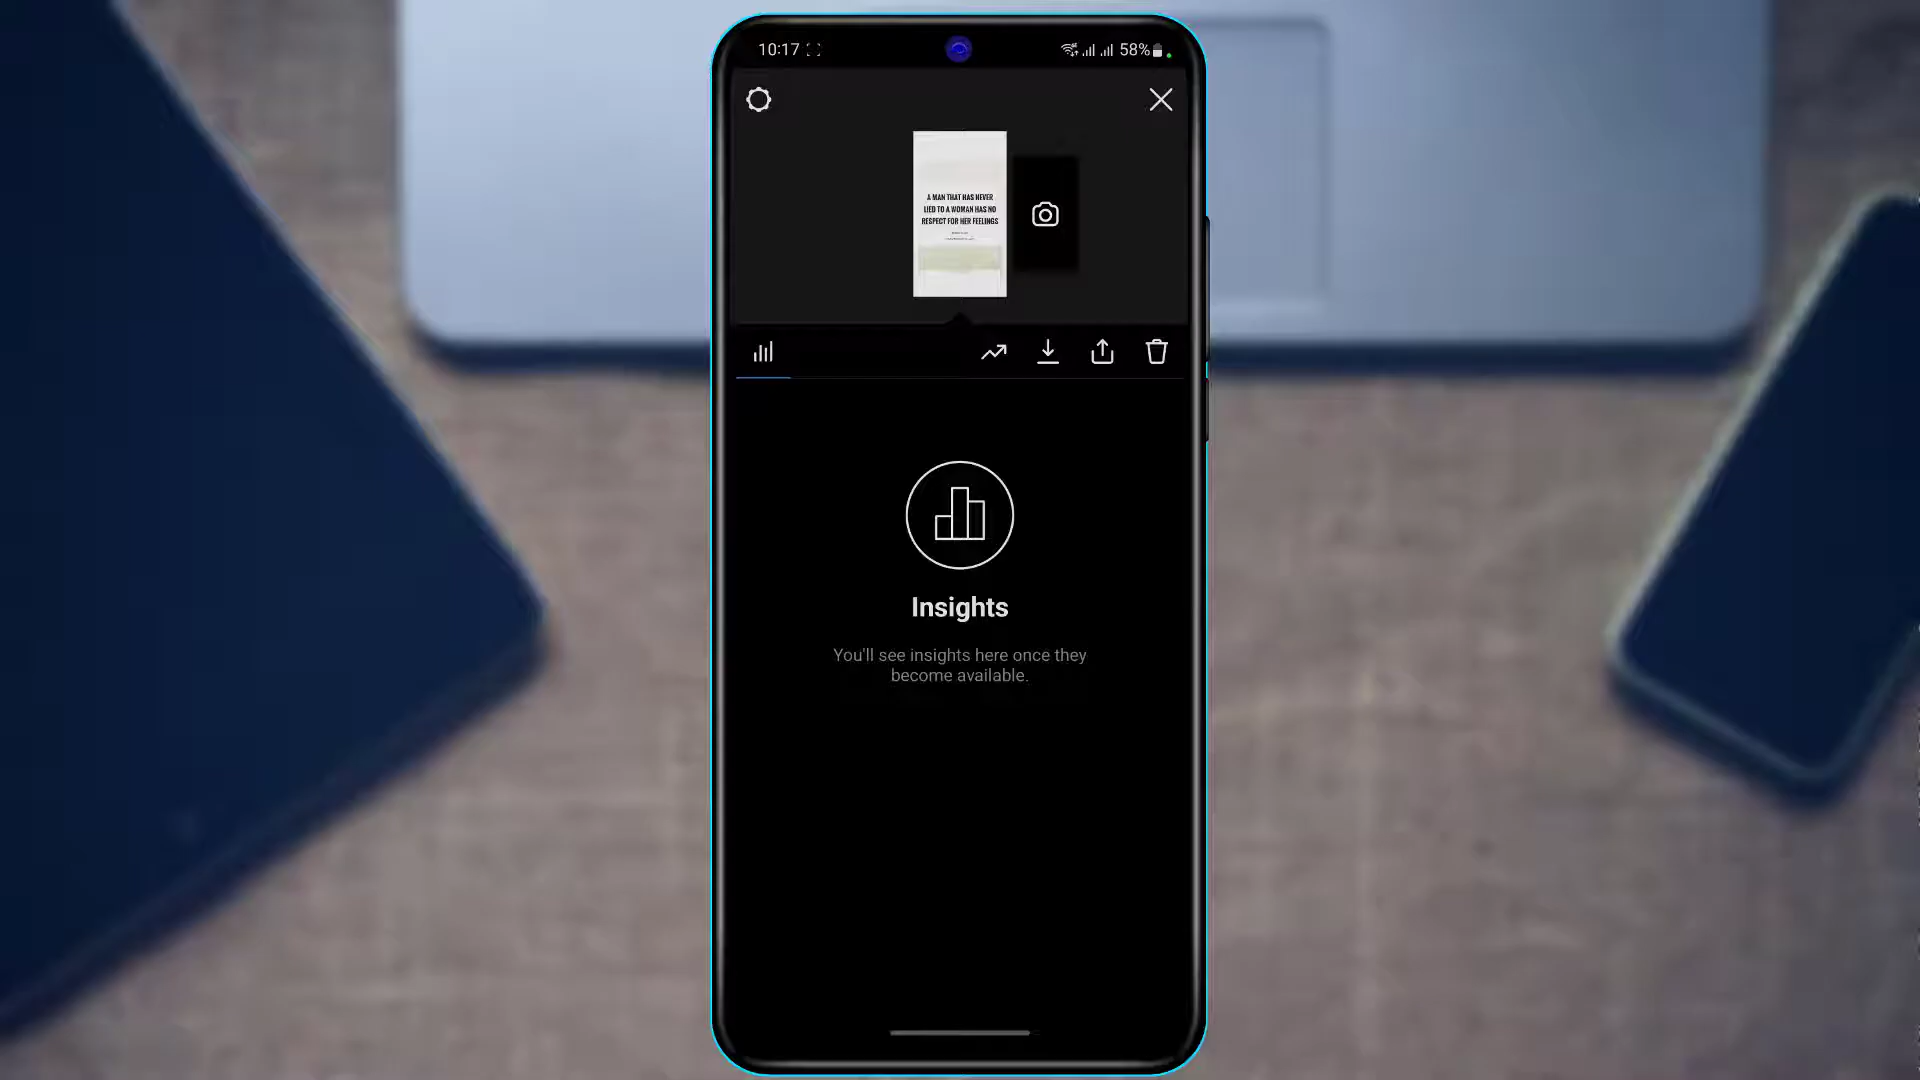 10:17
58%
A MAN THAT HAS NEVER
LIED TO A WOMAN HAS NO
RESPECT FOR HER FEELINGS
Insights
You'll see insights here once they
become available.